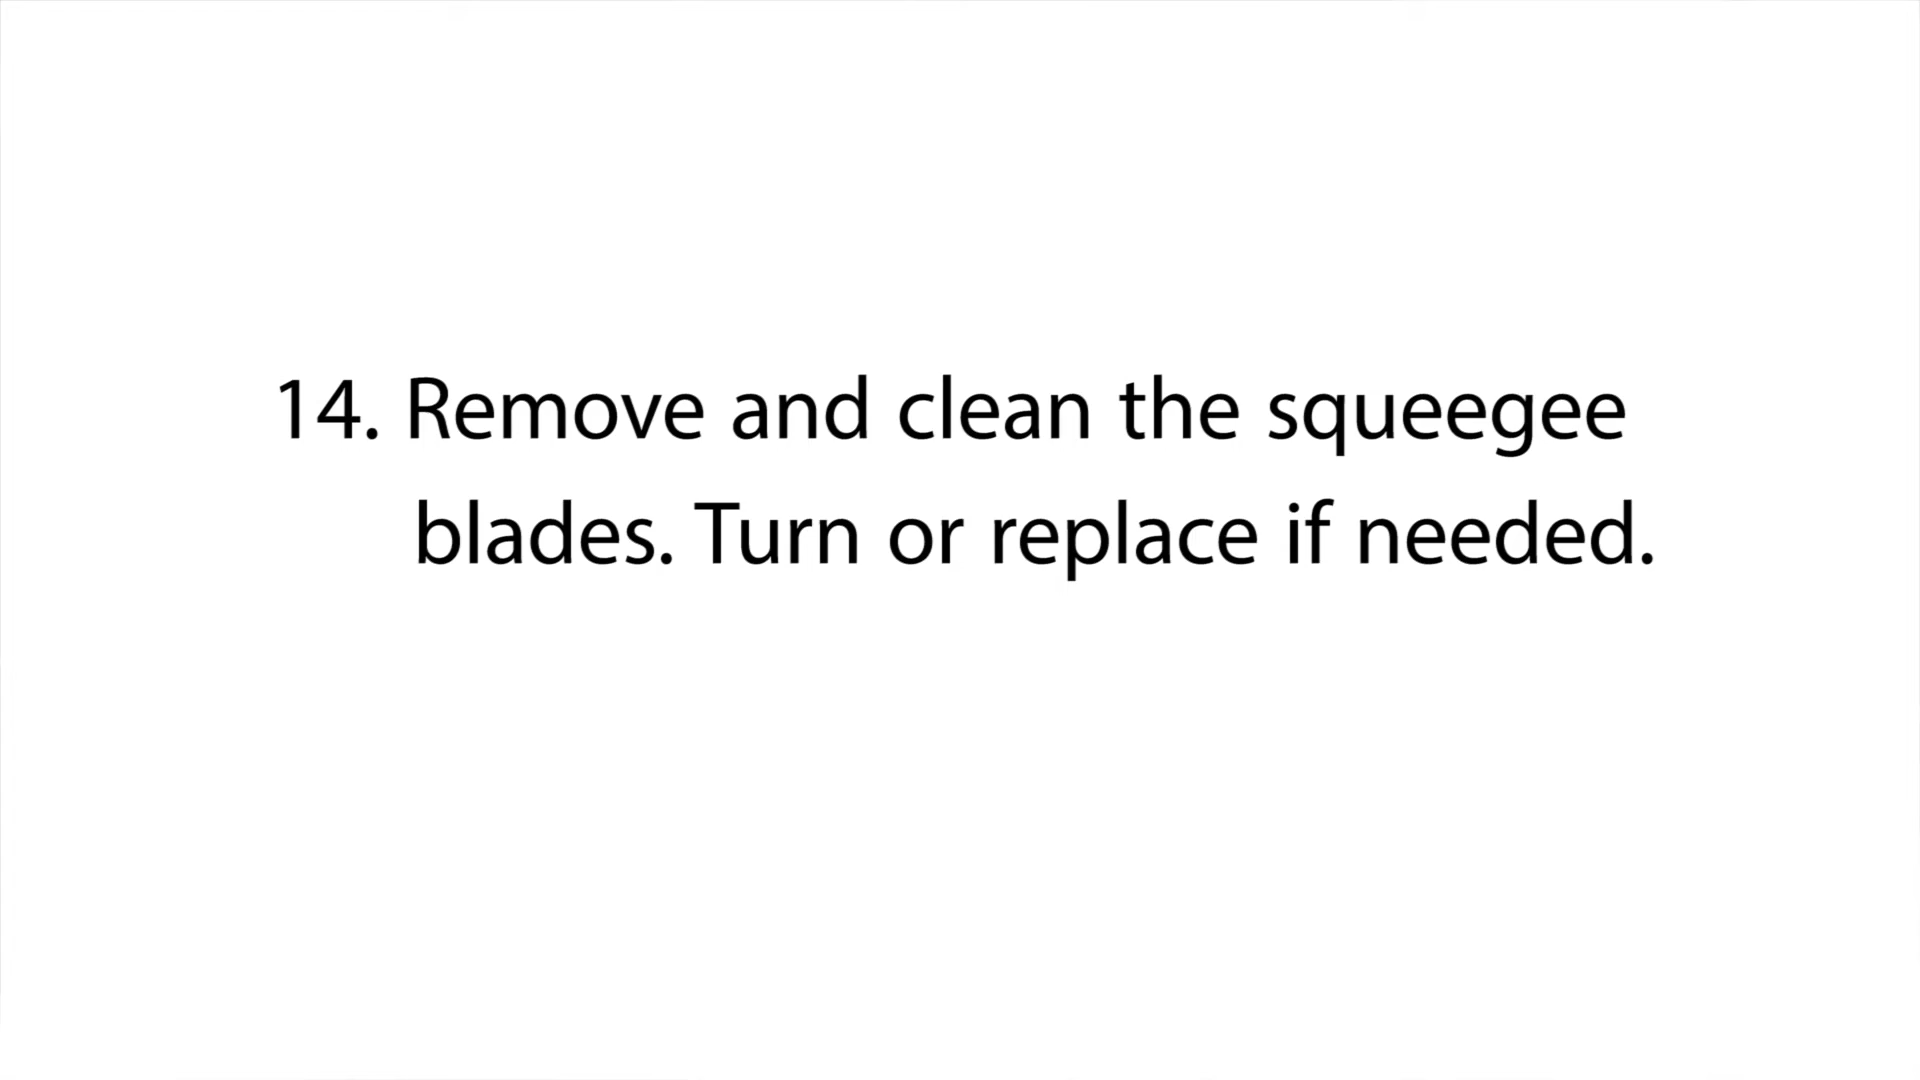 14. Remove and clean the squeegee
blades. Turn or replace if needed.